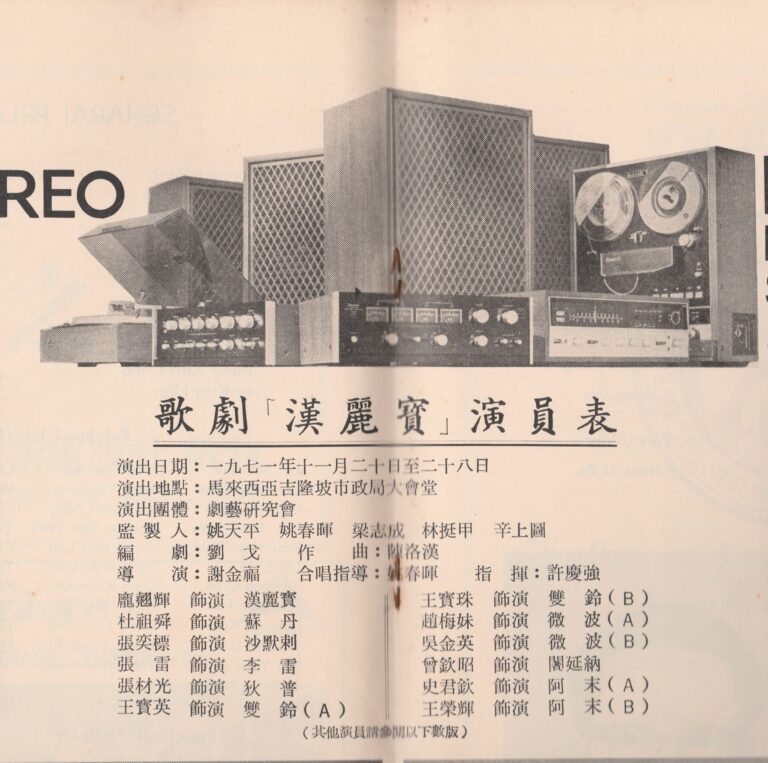 REO
歌劇「漢麗寶」演員表
演出日期：一九七一年十一月二十日至二十八日
演出地點：馬來西亞吉隆坡市政局大會堂
演出團體：劇藝研究會
監製人：姚天平 姚春暉 梁志成 林挺甲 辛上圖
編劇：劉戈 作曲：陳洛漢
導演：謝金福 合唱指導：姚春暉 指揮：許慶強
龐翹輝 飾演 漢麗寶
杜祖舜 飾演 蘇丹
張奕標 飾演 沙默剌
張雷 飾演 李雷
張材光 飾演 狄普
王寶英 飾演 雙鈴（A）
王寶珠 飾演 雙鈴（B）
趙梅妹 飾演 微波（A）
吳金英 飾演 微波（B）
曾欽昭 飾演 闍延納
史君欽 飾演 阿末（A）
王榮輝 飾演 阿末（B）
（其他演員請參閱以下數版）